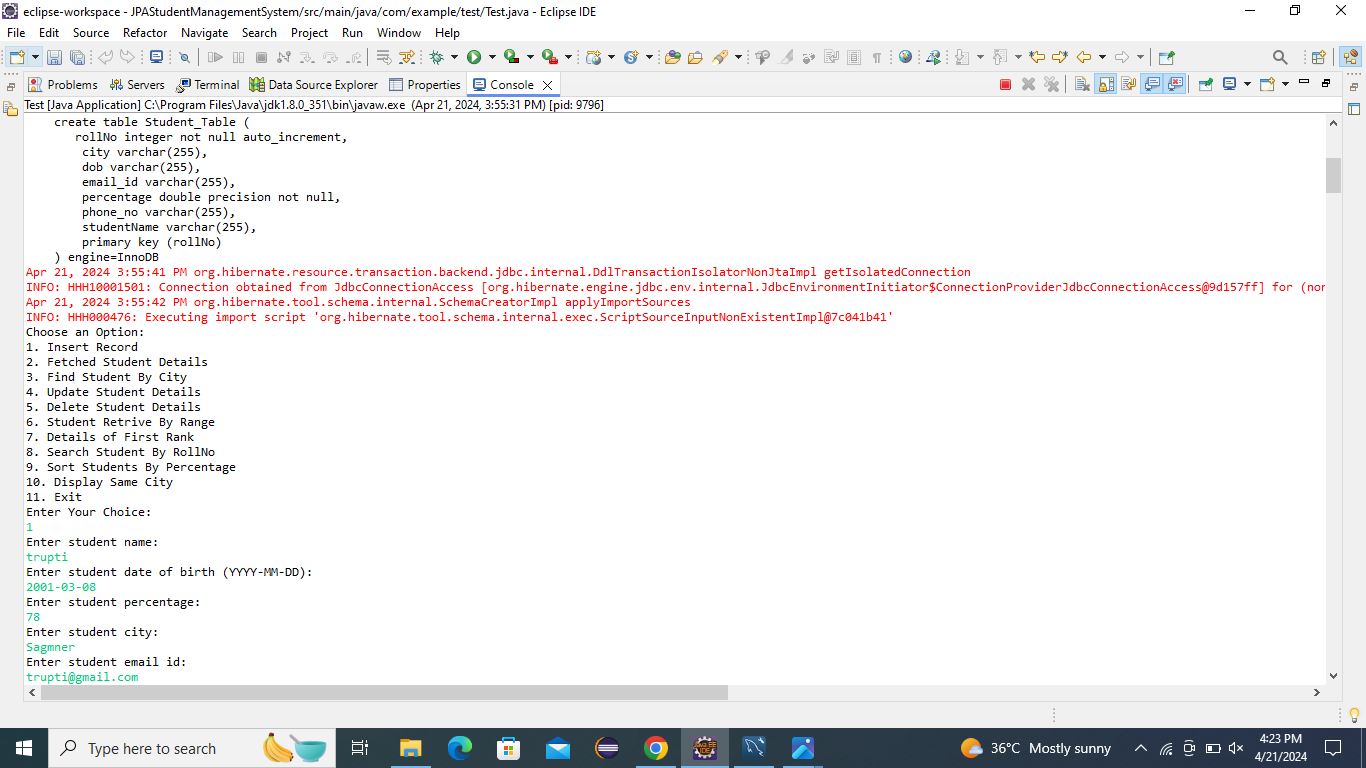 eclipse-workspace - JPAStudentManagementSystem/src/main/java/com/example/test/Test.java - Eclipse IDE
File Edit Source Refactor Navigate Search Project Run Window Help
Problems Servers Terminal Data Source Explorer Properties Console
Test [Java Application] C:\Program Files\Java\jdk1.8.0_351\bin\javaw.exe (Apr 21, 2024, 3:55:31 PM) [pid: 9796]
create table Student_Table (
rollNo integer not null auto_increment,
city varchar(255),
dob varchar(255),
email_id varchar(255),
percentage double precision not null,
phone_no varchar(255),
studentName varchar(255),
primary key (rollNo)
) engine=InnoDB
Apr 21, 2024 3:55:41 PM org.hibernate.resource.transaction.backend.jdbc.internal.DdlTransactionIsolatorNonJtaImpl getIsolatedConnection
INFO: HHH10001501: Connection obtained from JdbcConnectionAccess [org.hibernate.engine.jdbc.env.internal.JdbcEnvironmentInitiator$ConnectionProviderJdbcConnectionAccess@9d157ff] for (nor
Apr 21, 2024 3:55:42 PM org.hibernate.tool.schema.internal.SchemaCreatorImpl applyImportSources
INFO: HHH000476: Executing import script 'org.hibernate.tool.schema.internal.exec.ScriptSourceInputNonExistentImpl@7c041b41'
Choose an Option:
1. Insert Record
2. Fetched Student Details
3. Find Student By City
4. Update Student Details
5. Delete Student Details
6. Student Retrive By Range
7. Details of First Rank
8. Search Student By RollNo
9. Sort Students By Percentage
10. Display Same City
11. Exit
Enter Your Choice:
1
Enter student name:
trupti
Enter student date of birth (YYYY-MM-DD):
2001-03-08
Enter student percentage:
78
Enter student city:
Sagmner
Enter student email id:
trupti@gmail.com
Type here to search
36°C Mostly sunny
4:23 PM
4/21/2024